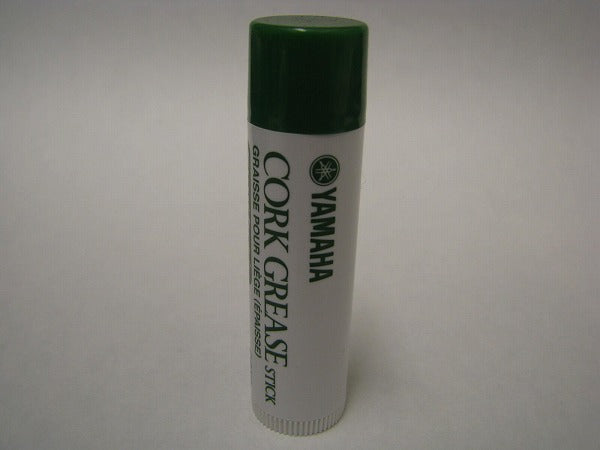 YAMAHA
CORK GREASE STICK
GRAISSE POUR LIÈGE (ÉPAISSE)